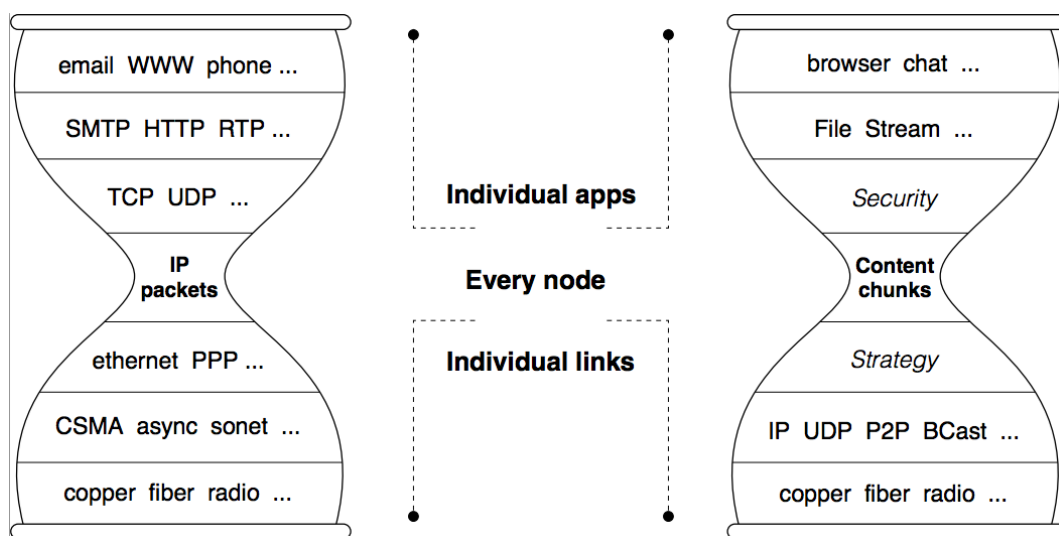 email WWW phone ...
SMTP HTTP RTP ...
TCP UDP ...
IP
packets
ethernet PPP ...
CSMA async sonet ...
copper fiber radio ...
Individual apps
Every node
Individual links
browser chat ...
File Stream ...
Security
Content
chunks
Strategy
IP UDP P2P BCast ...
copper fiber radio ...